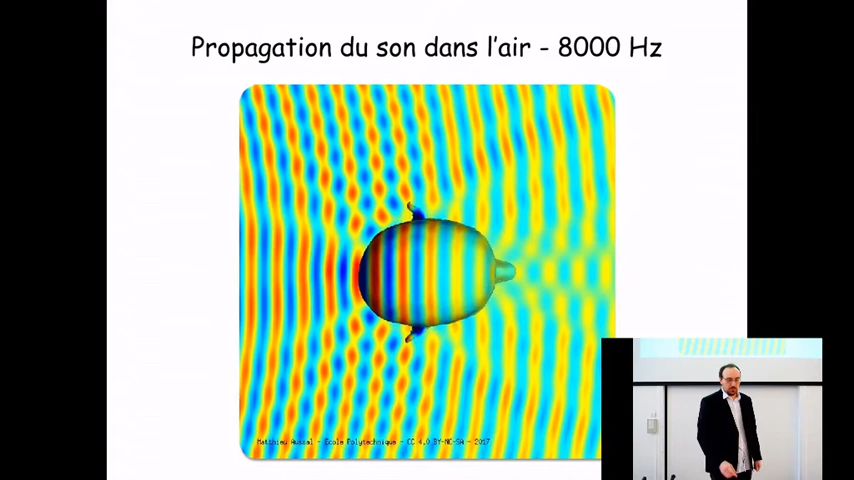 Propagation du son dans l'air - 8000 Hz
Matthieu Aussal - Ecole Polytechnique - CC 4.0 BY-NC-SA - 2017